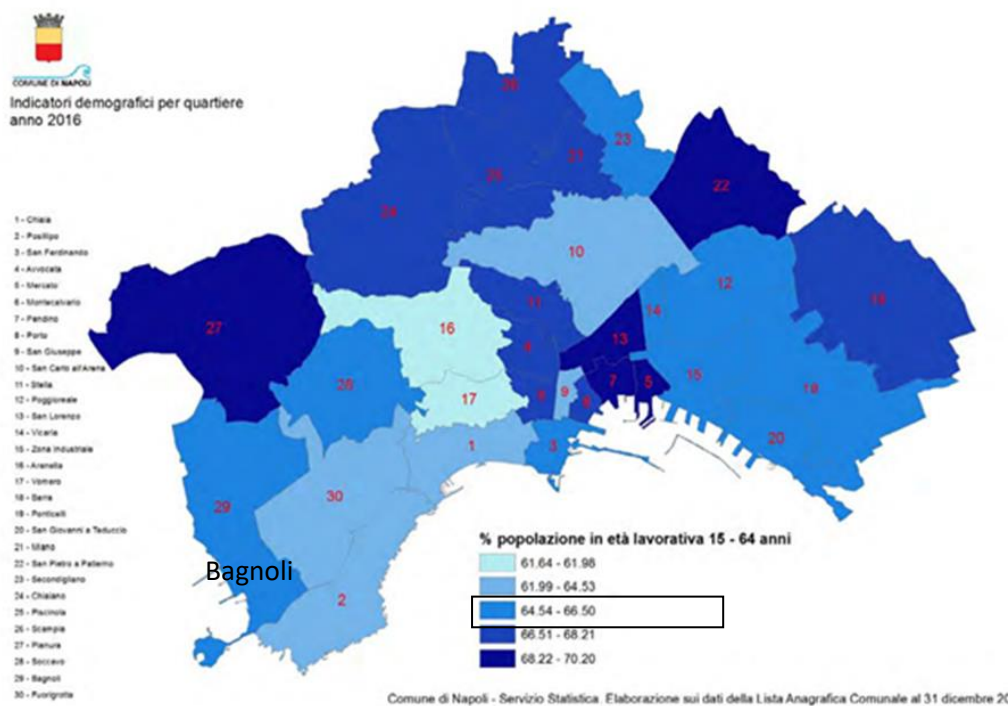 COMUNE DI NAPOLI
Indicatori demografici per quartiere
anno 2016
1 - Chiaia
2 - Posillipo
3 - San Ferdinando
4 - Avvocata
5 - Mercato
6 - Montecalvario
7 - Pendino
8 - Porto
9 - San Giuseppe
10 - San Carlo all'Arena
11 - Stella
12 - Poggioreale
13 - San Lorenzo
14 - Vicaria
15 - Zona Industriale
16 - Arenella
17 - Vomero
18 - Barra
19 - Ponticelli
20 - San Giovanni a Teduccio
21 - Miano
22 - San Pietro a Patierno
23 - Secondigliano
24 - Chiaiano
25 - Piscinola
26 - Scampia
27 - Pianura
28 - Soccavo
29 - Bagnoli
30 - Fuorigrotta
26
23
21
25
22
24
10
12
19
11
14
27
16
13
4
28
15
7
5
18
17
9
20
1
3
30
29
Bagnoli
2
% popolazione in età lavorativa 15 - 64 anni
61.64 - 61.98
61.99 - 64.53
64.54 - 66.50
66.51 - 68.21
68.22 - 70.20
Comune di Napoli - Servizio Statistica. Elaborazione sui dati della Lista Anagrafica Comunale al 31 dicembre 20